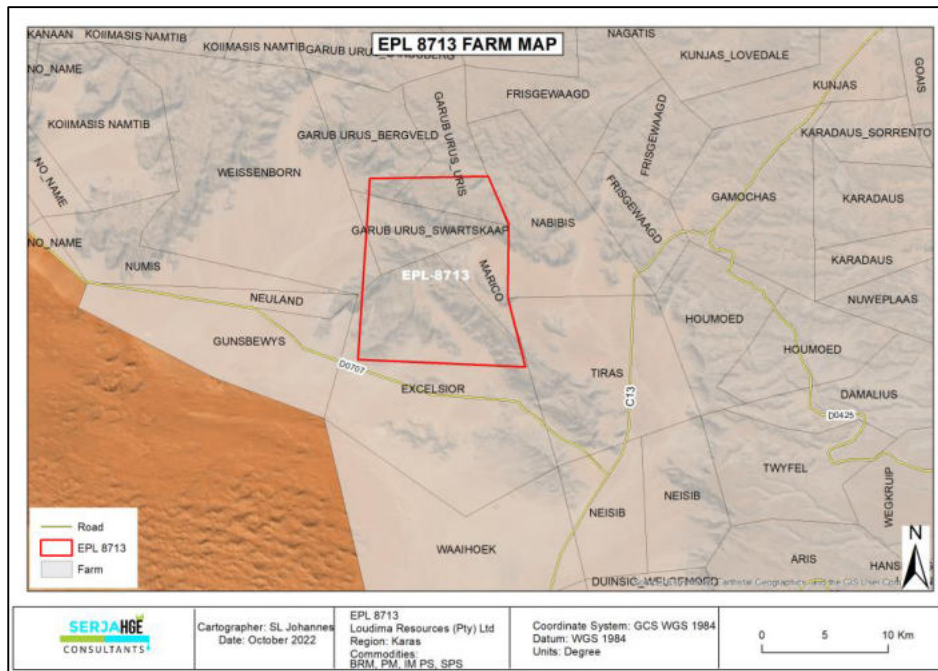 EPL 8713 FARM MAP
KANAAN
KOIIMASIS NAMTIB
KOIIMASIS NAMTIB
NAGATIS
KUNJAS_LOVEDALE
GOAIS
NO_NAME
FRISGEWAAGD
KUNJAS
GARUB URUS_URIS
KOIIMASIS NAMTIB
GARUB URUS_BERGVELD
FRISGEWAAGD
KARADAUS_SORRENTO
WEISSENBORN
NO_NAME
FRISGEWAAGD
GAMOCHAS
KARADAUS
NABIBIS
GARUB URUS_SWARTSKAAP
NO_NAME
NUMIS
EPL-8713
MARICO
KARADAUS
NEULAND
NUWEPLAAS
GUNSBEWYS
HOUMOED
HOUMOED
D0707
TIRAS
EXCELSIOR
C13
DAMALIUS
D0425
TWYFEL
WEGKRUIP
NEISIB
NEISIB
WAAIHOEK
ARIS
HANS
N
Road
EPL 8713
Farm
SERJA HGE
CONSULTANTS
Cartographer: SL Johannes
Date: October 2022
EPL 8713
Loudima Resources (Pty) Ltd
Region: Karas
Commodities:
BRM, PM, IM PS, SPS
Coordinate System: GCS WGS 1984
Datum: WGS 1984
Units: Degree
0 5 10 Km